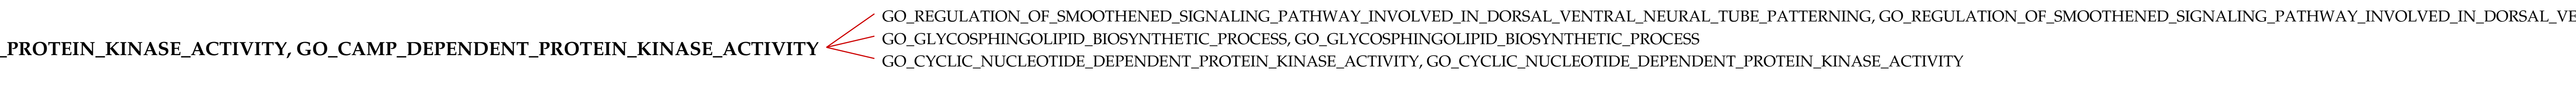 GO_REGULATION_OF_SMOOTHENED_SIGNALING_PATHWAY_INVOLVED_IN_DORSAL_VENTRAL_NEURAL_TUBE_PATTERNING, GO_REGULATION_OF_SMOOTHENED_SIGNALING_PATHWAY_INVOLVED_IN_DORSAL_VE
GO_GLYCOSPHINGOLIPID_BIOSYNTHETIC_PROCESS, GO_GLYCOSPHINGOLIPID_BIOSYNTHETIC_PROCESS
_PROTEIN_KINASE_ACTIVITY, GO_CAMP_DEPENDENT_PROTEIN_KINASE_ACTIVITY
GO_CYCLIC_NUCLEOTIDE_DEPENDENT_PROTEIN_KINASE_ACTIVITY, GO_CYCLIC_NUCLEOTIDE_DEPENDENT_PROTEIN_KINASE_ACTIVITY